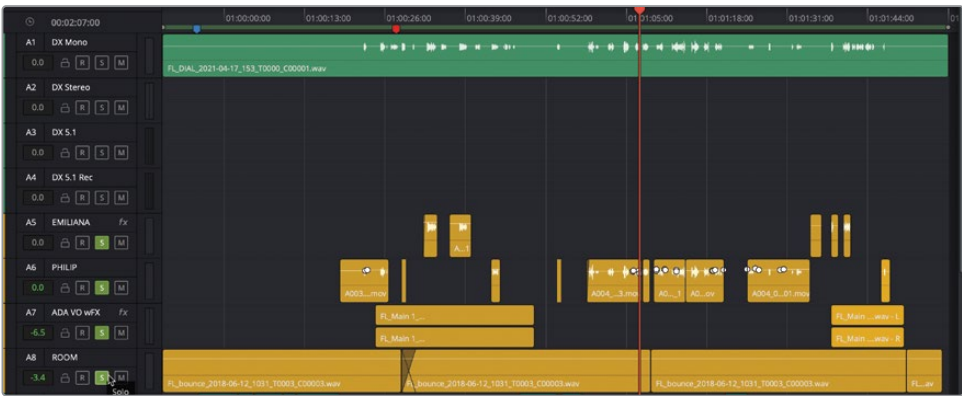 00:02:07:00 01:00:00:00 01:00:13:00 01:00:26:00 01:00:39:00 01:00:52:00 01:01:05:00 01:01:18:00 01:01:31:00 01:01:44:00 01
A1 DX Mono
0.0 R S M
FL_DIAL_2021-04-17_153_T0000_C00001.wav
A2 DX Stereo
0.0 R S M
A3 DX 5.1
0.0 R S M
A4 DX 5.1 Rec
0.0 R S M
A5 EMILIANA fx
0.0 R S M
A...1
A6 PHILIP
0.0 R S M
A003....mov A004_...3.mov A0..._1 A0...ov A004_0...01.mov
A7 ADA VO wFX fx
FL_Main 1_... FL_Main ....wav - L
-6.5 R S M
FL_Main 1_... FL_Main ....wav - R
A8 ROOM
-3.4 R S M
FL_bounce_2018-06-12_1031_T0003_C00003.wav FL_bounce_2018-06-12_1031_T0003_C00003.wav FL_bounce_2018-06-12_1031_T0003_C00003.wav FL_...av
Solo